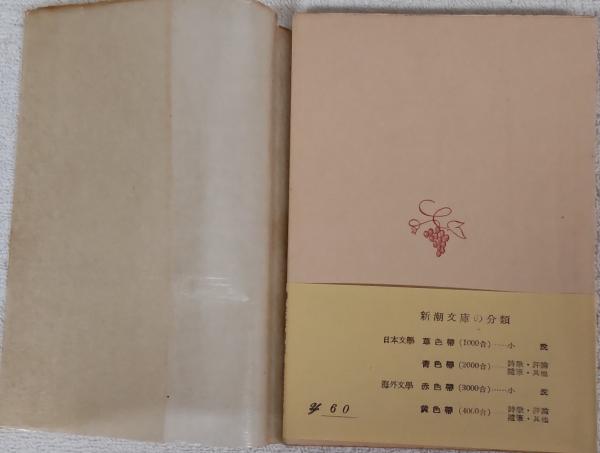 新潮文庫の分類
日本文學 草色帶 (1000台)……小說
靑色帶 (2000台)……詩歌・評論 隨筆・其他
海外文學 赤色帶 (3000台)……小說
黄色帶 (4000台)……詩歌・評論 隨筆・其他
¥ 60